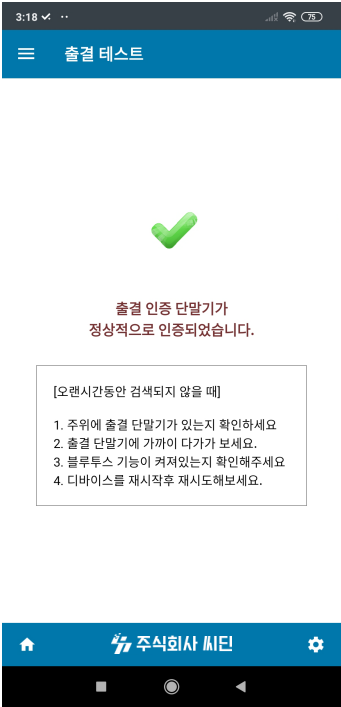 3:18
75
출결 테스트
출결 인증 단말기가
정상적으로 인증되었습니다.
[오랜시간동안 검색되지 않을 때]
1. 주위에 출결 단말기가 있는지 확인하세요
2. 출결 단말기에 가까이 다가가 보세요.
3. 블루투스 기능이 켜져있는지 확인해주세요
4. 디바이스를 재시작후 재시도해보세요.
주식회사 씨딘